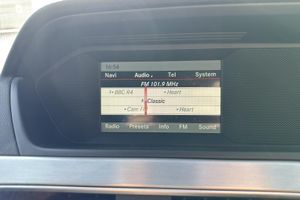 16:54
Navi Audio Tel System
FM 101.9 MHz
BBC R4 Heart
Classic
Cam FM Heart
Radio Presets Info FM Sound